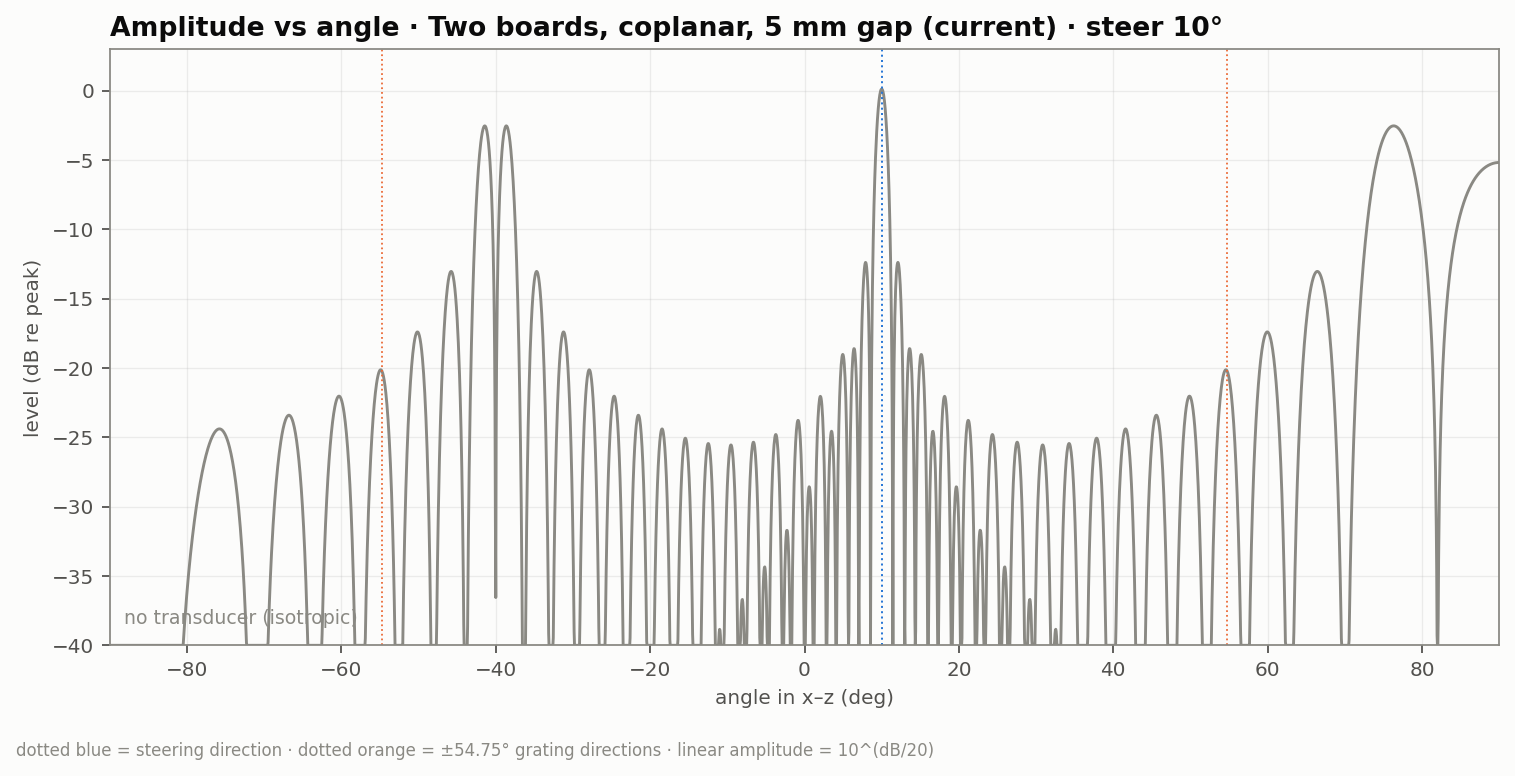 Amplitude vs angle · Two boards, coplanar, 5 mm gap (current) · steer 10°
level (dB re peak)
0
−5
−10
−15
−20
−25
−30
−35
−40
no transducer (isotropic)
−80 −60 −40 −20 0 20 40 60 80
angle in x–z (deg)
dotted blue = steering direction · dotted orange = ±54.75° grating directions · linear amplitude = 10^(dB/20)